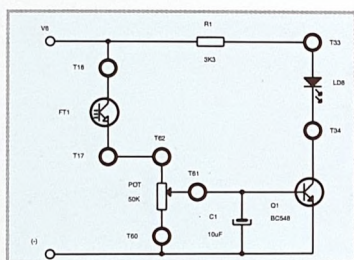 V6
R1
3K3
T33
T18
LD8
FT1
T34
T17
T62
T61
POT
50K
C1
10uF
Q1
BC548
T60
(-)